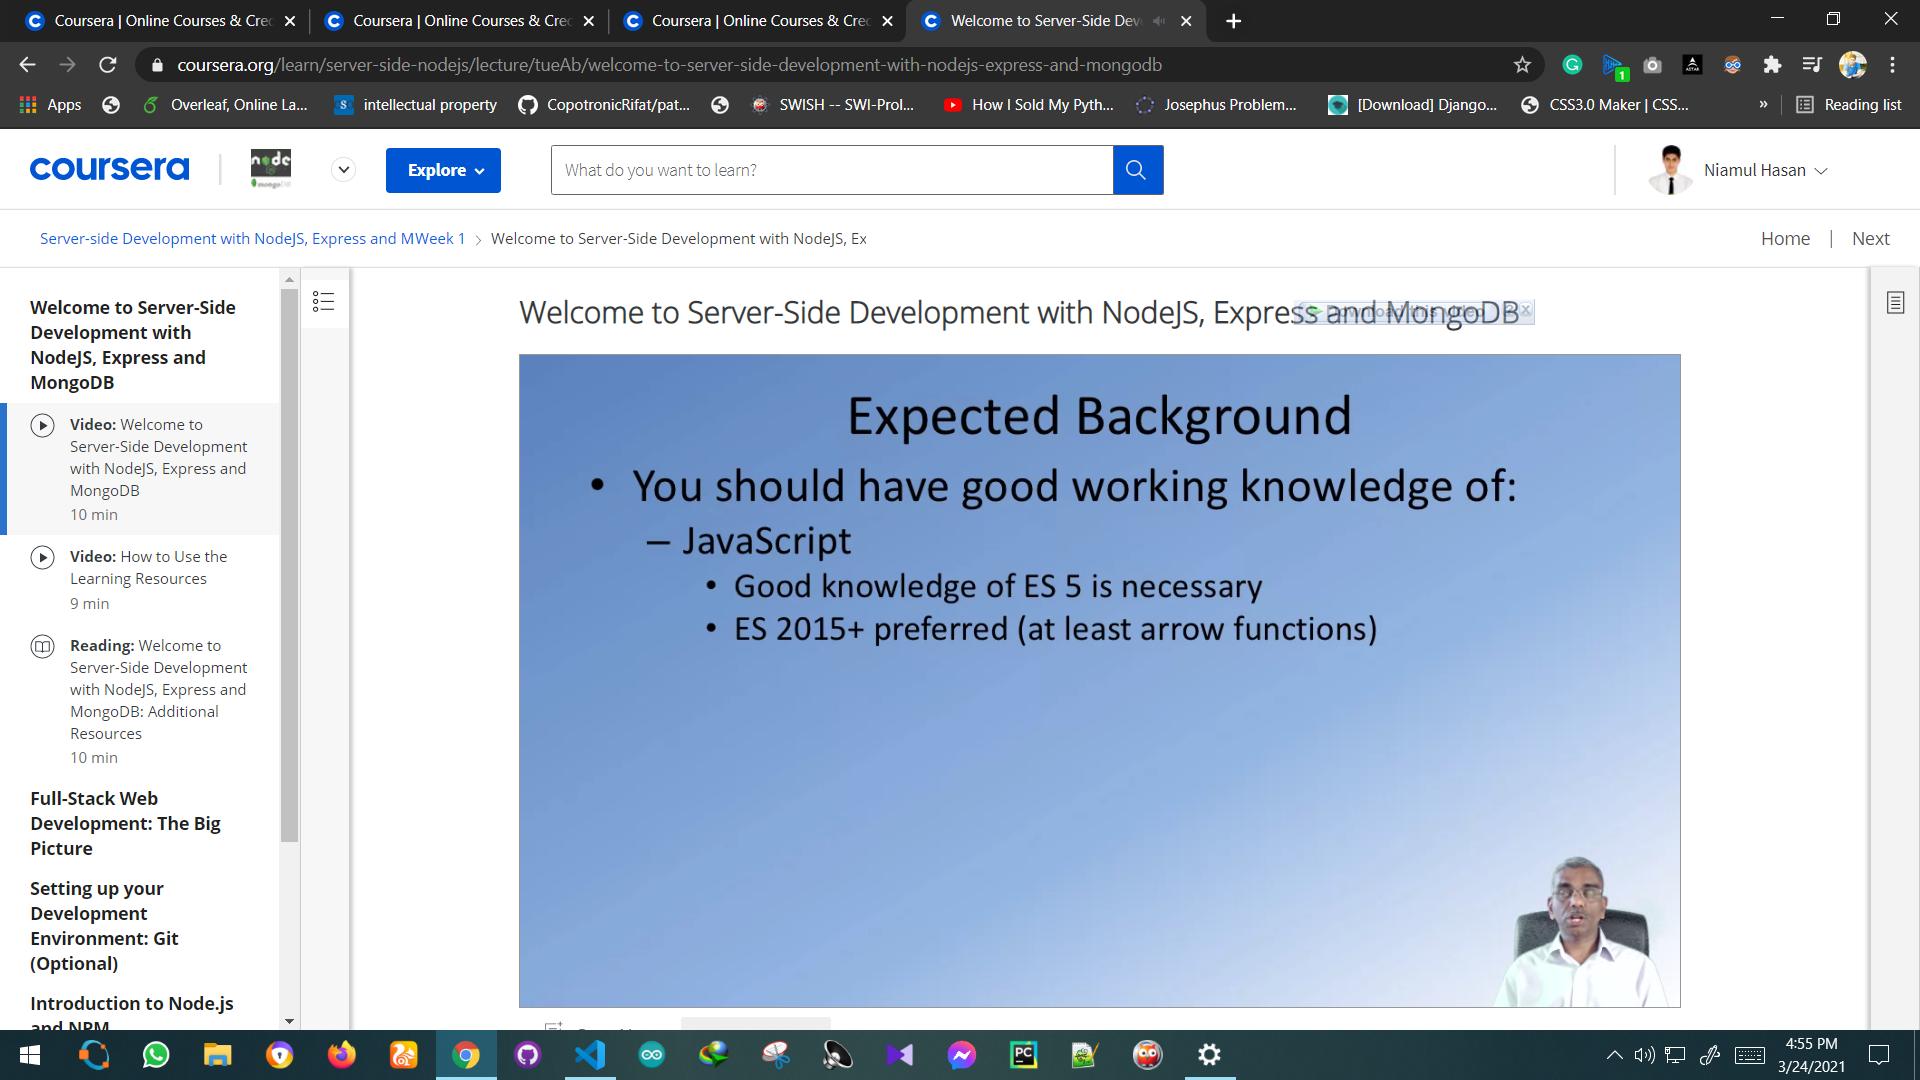 Coursera | Online Courses & Crec
Coursera | Online Courses & Crec
Coursera | Online Courses & Crec
Welcome to Server-Side Dev
coursera.org/learn/server-side-nodejs/lecture/tueAb/welcome-to-server-side-development-with-nodejs-express-and-mongodb
1
Apps
Overleaf, Online La...
intellectual property
CopotronicRifat/pat...
SWISH -- SWI-Prol...
How I Sold My Pyth...
Josephus Problem...
[Download] Django...
CSS3.0 Maker | CSS...
»
Reading list
coursera
node
mongoDB
Explore
What do you want to learn?
Niamul Hasan
Server-side Development with NodeJS, Express and MWeek 1
Welcome to Server-Side Development with NodeJS, Ex
Home | Next
Welcome to Server-Side
Development with
NodeJS, Express and
MongoDB
Video: Welcome to
Server-Side Development
with NodeJS, Express and
MongoDB
10 min
Video: How to Use the
Learning Resources
9 min
Reading: Welcome to
Server-Side Development
with NodeJS, Express and
MongoDB: Additional
Resources
10 min
Full-Stack Web
Development: The Big
Picture
Setting up your
Development
Environment: Git
(Optional)
Introduction to Node.js
and NPM
Welcome to Server-Side Development with NodeJS, Express and MongoDB
Download this video
Expected Background
• You should have good working knowledge of:
– JavaScript
• Good knowledge of ES 5 is necessary
• ES 2015+ preferred (at least arrow functions)
PC
4:55 PM
3/24/2021